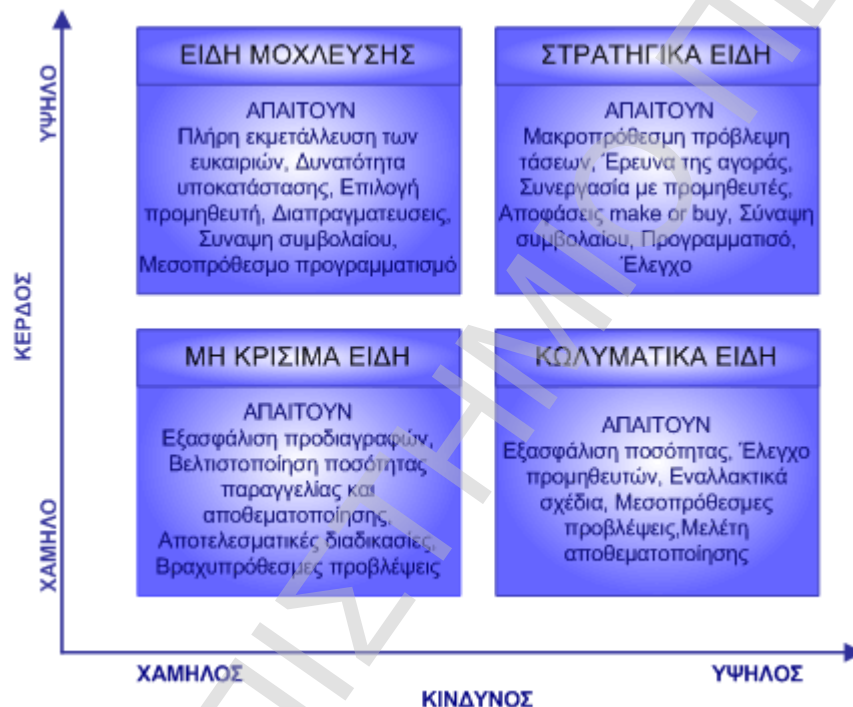 ΥΨΗΛΟ
ΕΙΔΗ ΜΟΧΛΕΥΣΗΣ
ΑΠΑΙΤΟΥΝ
Πλήρη εκμετάλλευση των
ευκαιριών, Δυνατότητα
υποκατάστασης, Επιλογή
προμηθευτή, Διαπραγματευσεις,
Συναψη συμβολαίου,
Μεσοπρόθεσμο προγραμματισμό
ΣΤΡΑΤΗΓΙΚΑ ΕΙΔΗ
ΑΠΑΙΤΟΥΝ
Μακροπρόθεσμη πρόβλεψη
τάσεων, Έρευνα της αγοράς,
Συνεργασία με προμηθευτές,
Αποφάσεις make or buy, Σύναψη
συμβολαίου, Προγραμματισό,
Έλεγχο
ΚΕΡΔΟΣ
ΧΑΜΗΛΟ
ΜΗ ΚΡΙΣΙΜΑ ΕΙΔΗ
ΑΠΑΙΤΟΥΝ
Εξασφάλιση προδιαγραφών,
Βελτιστοποίηση ποσότητας
παραγγελίας και
αποθεματοποίησης,
Αποτελεσματικές διαδικασίες,
Βραχυπρόθεσμες προβλέψεις
ΚΩΛΥΜΑΤΙΚΑ ΕΙΔΗ
ΑΠΑΙΤΟΥΝ
Εξασφάλιση ποσότητας, Έλεγχο
προμηθευτών, Εναλλακτικά
σχέδια, Μεσοπρόθεσμες
προβλέψεις,Μελέτη
αποθεματοποίησης
ΧΑΜΗΛΟΣ
ΥΨΗΛΟΣ
ΚΙΝΔΥΝΟΣ